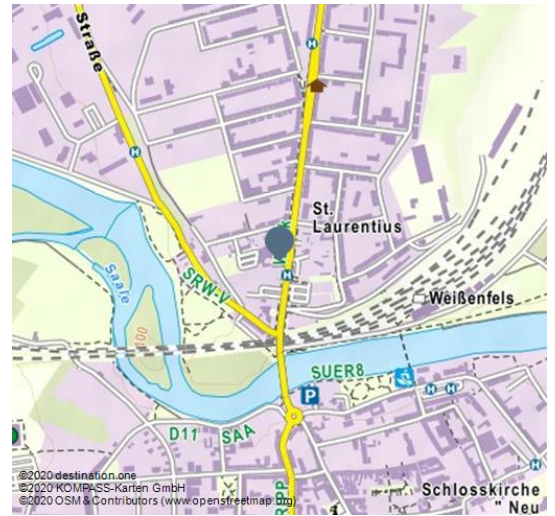 Straße
H
H
St.
Laurentius
H
Saale
SRW-V
100
Weißenfels
SUER8
P
H
H
D11
SAA
H
Schlosskirche
" Neu
©2020 destination.one
©2020 KOMPASS-Karten GmbH
©2020 OSM & Contributors (www.openstreetmap.org)